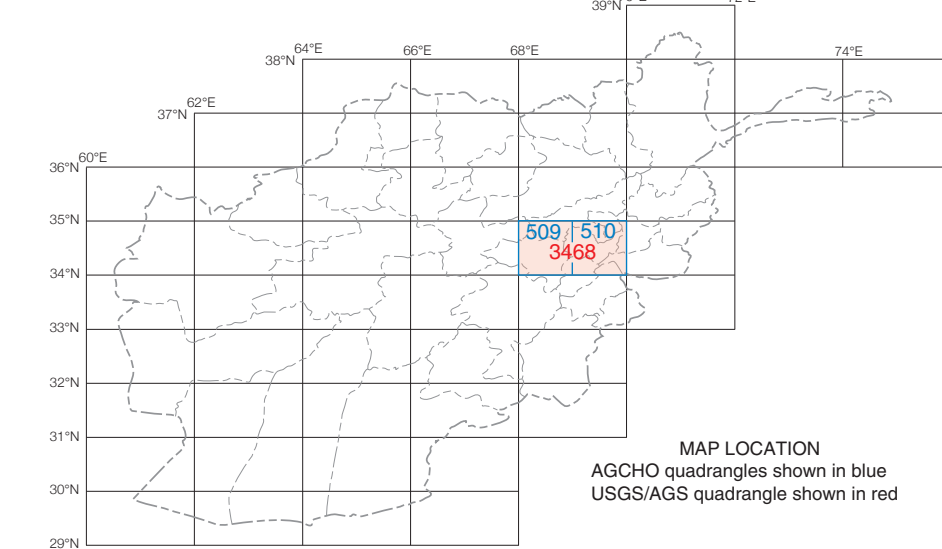 39°N
64°E 66°E 68°E 74°E
38°N
62°E
37°N
60°E
36°N
35°N
509 510
3468
34°N
33°N
32°N
31°N
MAP LOCATION
AGCHO quadrangles shown in blue
USGS/AGS quadrangle shown in red
30°N
29°N